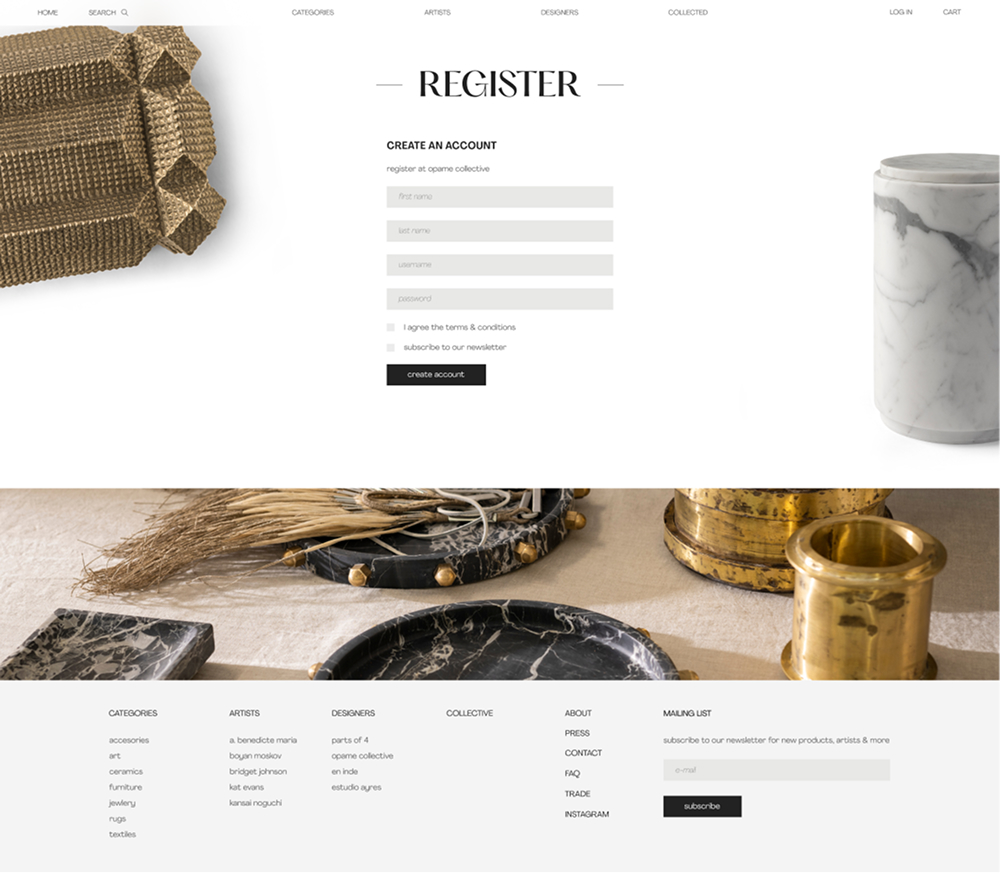 HOME
SEARCH
CATEGORIES
ARTISTS
DESIGNERS
COLLECTED
LOG IN
CART
REGISTER
CREATE AN ACCOUNT
register at opame collective
first name
last name
username
password
I agree the terms & conditions
subscribe to our newsletter
create account
CATEGORIES
accesories
art
ceramics
furniture
jewlery
rugs
textiles
ARTISTS
a. benedicte maria
boyan moskov
bridget johnson
kat evans
kansai noguchi
DESIGNERS
parts of 4
opame collective
en inde
estudio ayres
COLLECTIVE
ABOUT
PRESS
CONTACT
FAQ
TRADE
INSTAGRAM
MAILING LIST
subscribe to our newsletter for new products, artists & more
e-mail
subscribe